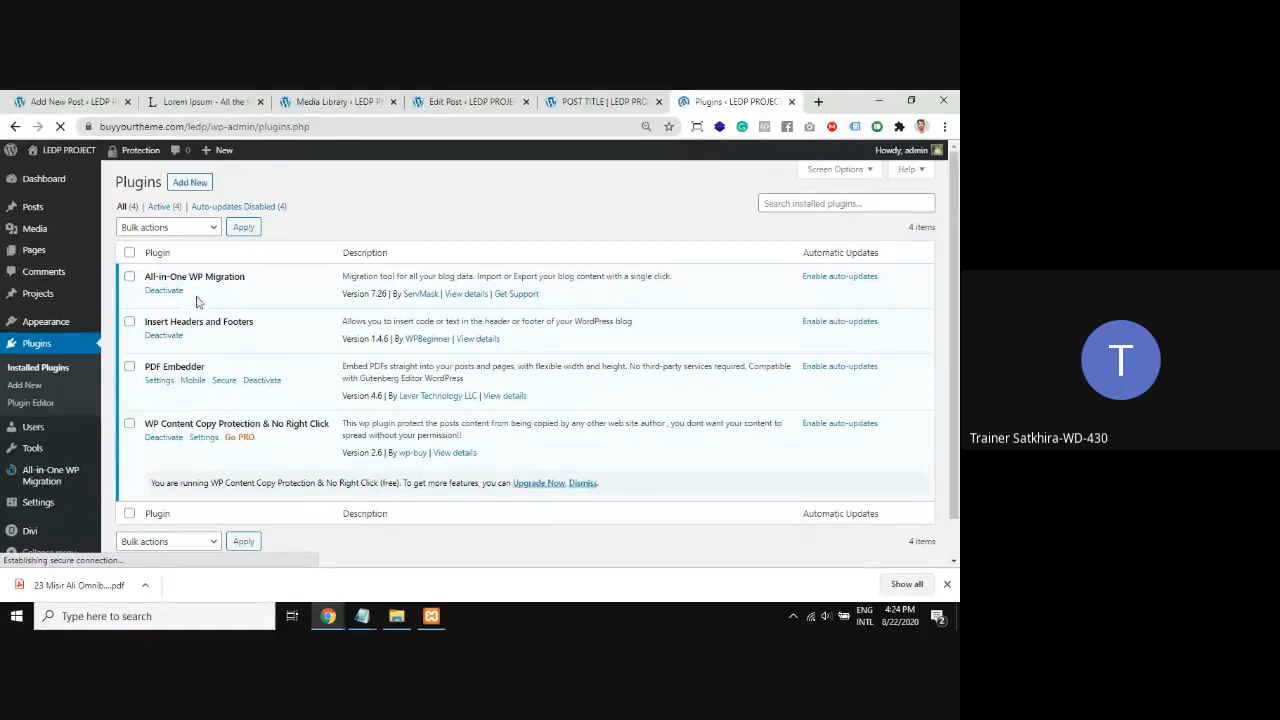 Add New Post ‹ LEDP P
Lorem Ipsum - All the
Media Library ‹ LEDP P
Edit Post ‹ LEDP PROJE
POST TITLE | LEDP PRO
Plugins ‹ LEDP PROJECT
buyyourtheme.com/ledp/wp-admin/plugins.php
LEDP PROJECT Protection 0 New Howdy, admin
Dashboard
Posts
Media
Pages
Comments
Projects
Appearance
Plugins
Installed Plugins
Add New
Plugin Editor
Users
Tools
All-in-One WP
Migration
Settings
Divi
Collapse menu
Screen Options Help
Plugins Add New
All (4) | Active (4) | Auto-updates Disabled (4)
Search installed plugins...
Bulk actions Apply
4 items
Plugin Description Automatic Updates
All-in-One WP Migration
Deactivate
Migration tool for all your blog data. Import or Export your blog content with a single click.
Version 7.26 | By ServMask | View details | Get Support
Enable auto-updates
Insert Headers and Footers
Deactivate
Allows you to insert code or text in the header or footer of your WordPress blog
Version 1.4.6 | By WPBeginner | View details
Enable auto-updates
PDF Embedder
Settings Mobile Secure Deactivate
Embed PDFs straight into your posts and pages, with flexible width and height. No third-party services required. Compatible
with Gutenberg Editor WordPress
Version 4.6 | By Lever Technology LLC | View details
Enable auto-updates
WP Content Copy Protection & No Right Click
Deactivate Settings Go PRO
This wp plugin protect the posts content from being copied by any other web site author , you dont want your content to
spread without your permission!!
Version 2.6 | By wp-buy | View details
Enable auto-updates
You are running WP Content Copy Protection & No Right Click (free). To get more features, you can Upgrade Now, Dismiss.
Plugin Description Automatic Updates
Bulk actions Apply
4 items
Establishing secure connection...
23 Misir Ali Omnib....pdf
Show all
Type here to search
ENG
INTL
4:24 PM
8/22/2020
2
T
Trainer Satkhira-WD-430